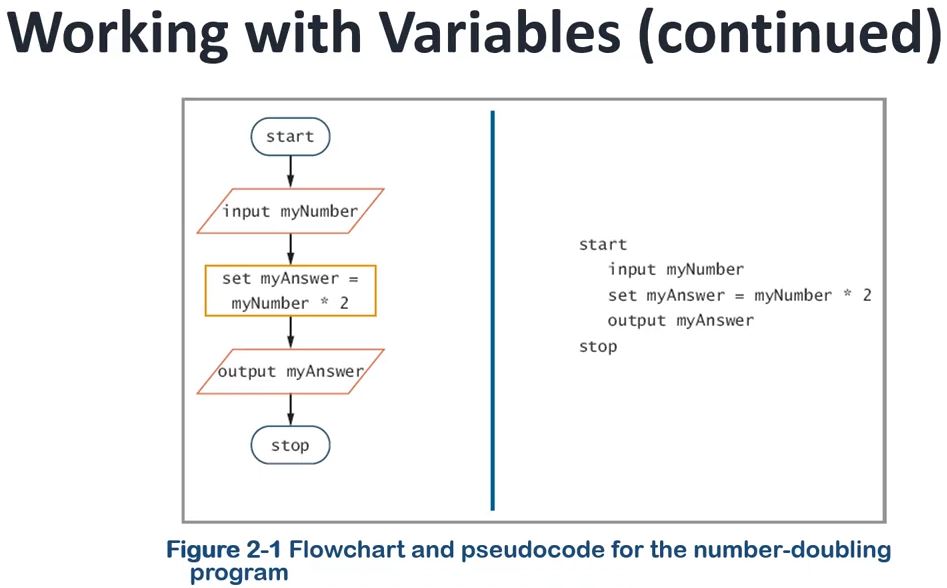 Working with Variables (continued)
start
input myNumber
set myAnswer =
myNumber * 2
output myAnswer
stop
start
input myNumber
set myAnswer = myNumber * 2
output myAnswer
stop
Figure 2-1 Flowchart and pseudocode for the number-doubling
program